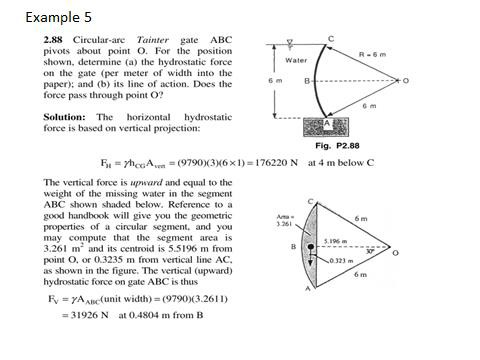 Example 5
2.88 Circular-arc Tainter gate ABC
pivots about point O. For the position
shown, determine (a) the hydrostatic force
on the gate (per meter of width into the
paper); and (b) its line of action. Does the
force pass through point O?
Solution: The horizontal hydrostatic
force is based on vertical projection:
C
Water
R = 6 m
6 m
B
O
6 m
A
Fig. P2.88
F_H = γh_CG A_vert = (9790)(3)(6×1) = 176220 N at 4 m below C
The vertical force is upward and equal to the
weight of the missing water in the segment
ABC shown shaded below. Reference to a
good handbook will give you the geometric
properties of a circular segment, and you
may compute that the segment area is
3.261 m² and its centroid is 5.5196 m from
point O, or 0.3235 m from vertical line AC,
as shown in the figure. The vertical (upward)
hydrostatic force on gate ABC is thus
F_V = γA_ABC(unit width) = (9790)(3.2611)
= 31926 N at 0.4804 m from B
C
Area =
3.261
6 m
B
5.196 m
30°
O
0.323 m
6 m
A